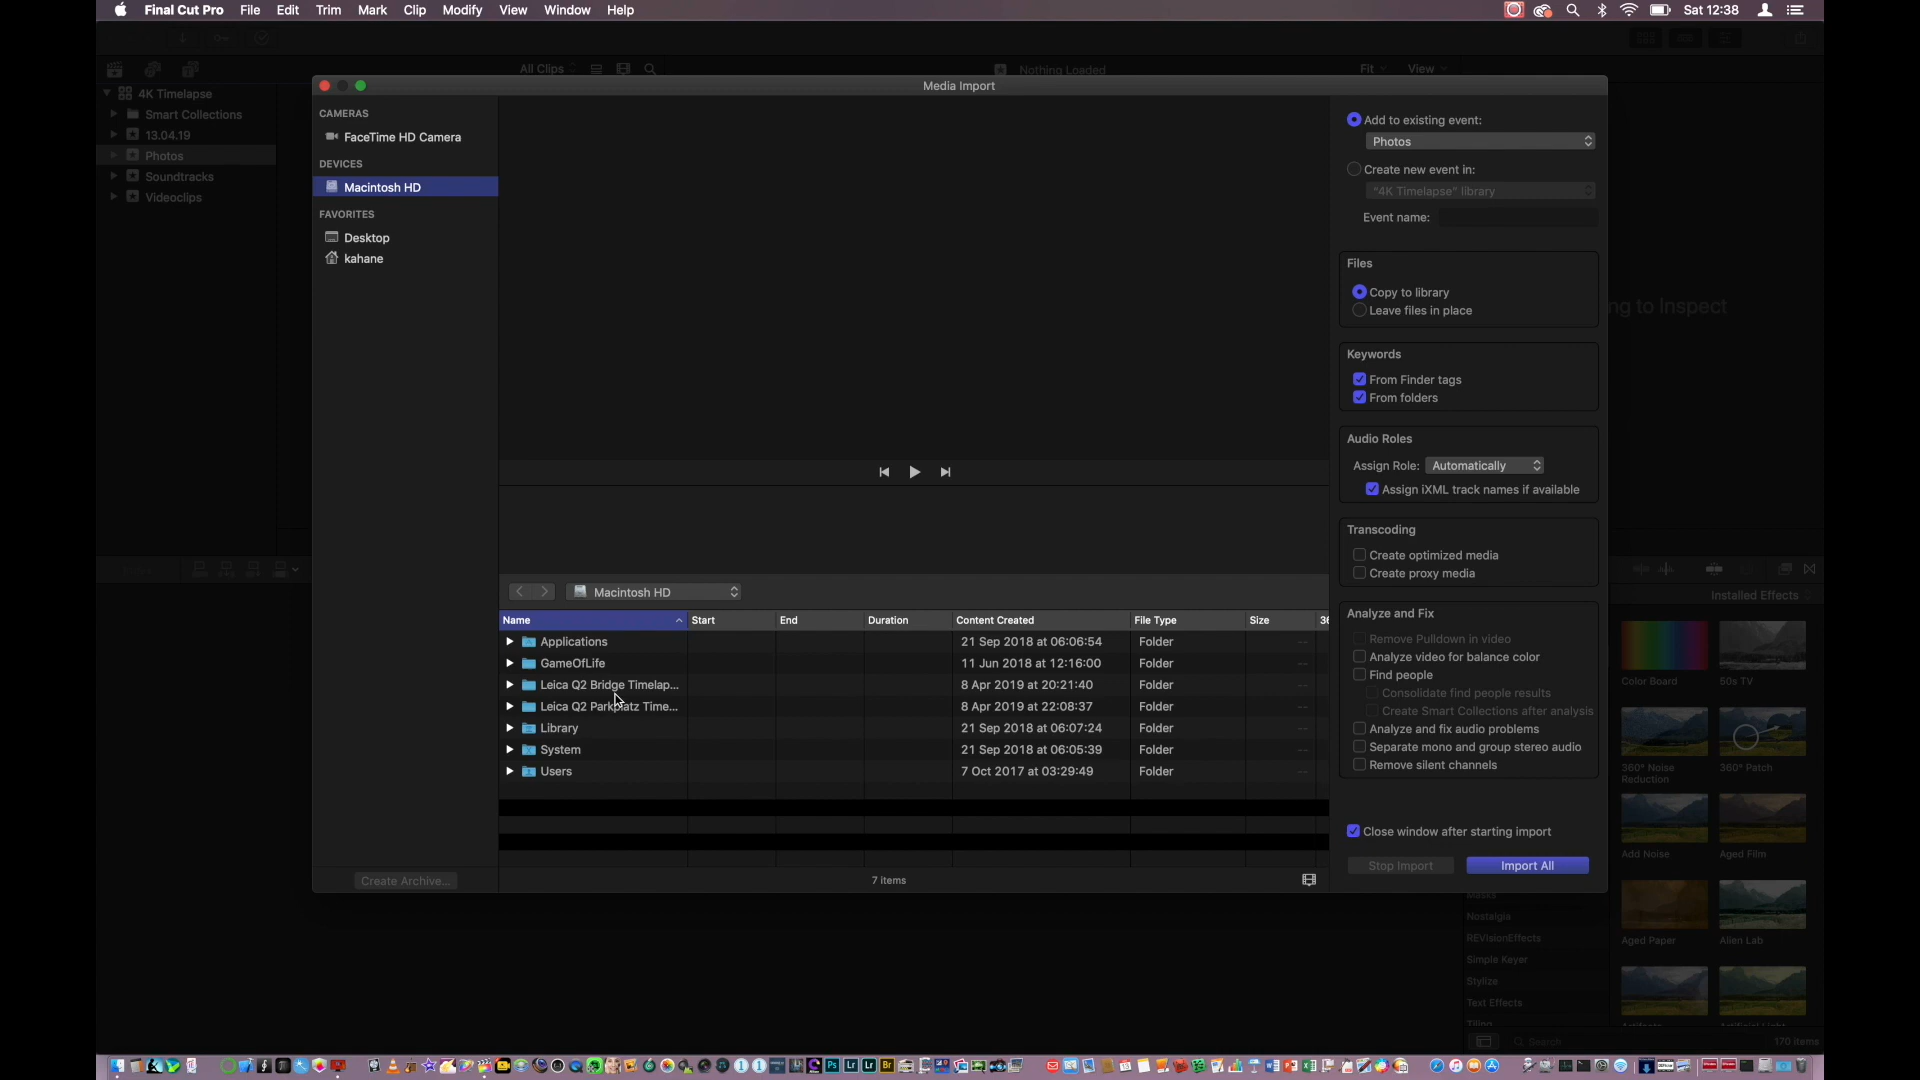 Final Cut Pro File Edit Trim Mark Clip Modify View Window Help Sat 12:38
All Clips Nothing Loaded Fit View
4K Timelapse
Smart Collections
13.04.19
Photos
Soundtracks
Videoclips
Media Import
CAMERAS
FaceTime HD Camera
DEVICES
Macintosh HD
FAVORITES
Desktop
kahane
Create Archive...
Macintosh HD
Name Start End Duration Content Created File Type Size 36
Applications 21 Sep 2018 at 06:06:54 Folder --
GameOfLife 11 Jun 2018 at 12:16:00 Folder --
Leica Q2 Bridge Timelap... 8 Apr 2019 at 20:21:40 Folder --
Leica Q2 Parkplatz Time... 8 Apr 2019 at 22:08:37 Folder --
Library 21 Sep 2018 at 06:07:24 Folder --
System 21 Sep 2018 at 06:05:39 Folder --
Users 7 Oct 2017 at 03:29:49 Folder --
7 items
Add to existing event:
Photos
Create new event in:
"4K Timelapse" library
Event name:
Files
Copy to library
Leave files in place
Keywords
From Finder tags
From folders
Audio Roles
Assign Role: Automatically
Assign iXML track names if available
Transcoding
Create optimized media
Create proxy media
Analyze and Fix
Remove Pulldown in video
Analyze video for balance color
Find people
Consolidate find people results
Create Smart Collections after analysis
Analyze and fix audio problems
Separate mono and group stereo audio
Remove silent channels
Close window after starting import
Stop Import Import All
ng to Inspect
Installed Effects
Color Board 50s TV
360° Noise Reduction 360° Patch
Add Noise Aged Film
Aged Paper Alien Lab
Masks
Nostalgia
REVisionEffects
Simple Keyer
Stylize
Text Effects
Tiling
Search 170 items